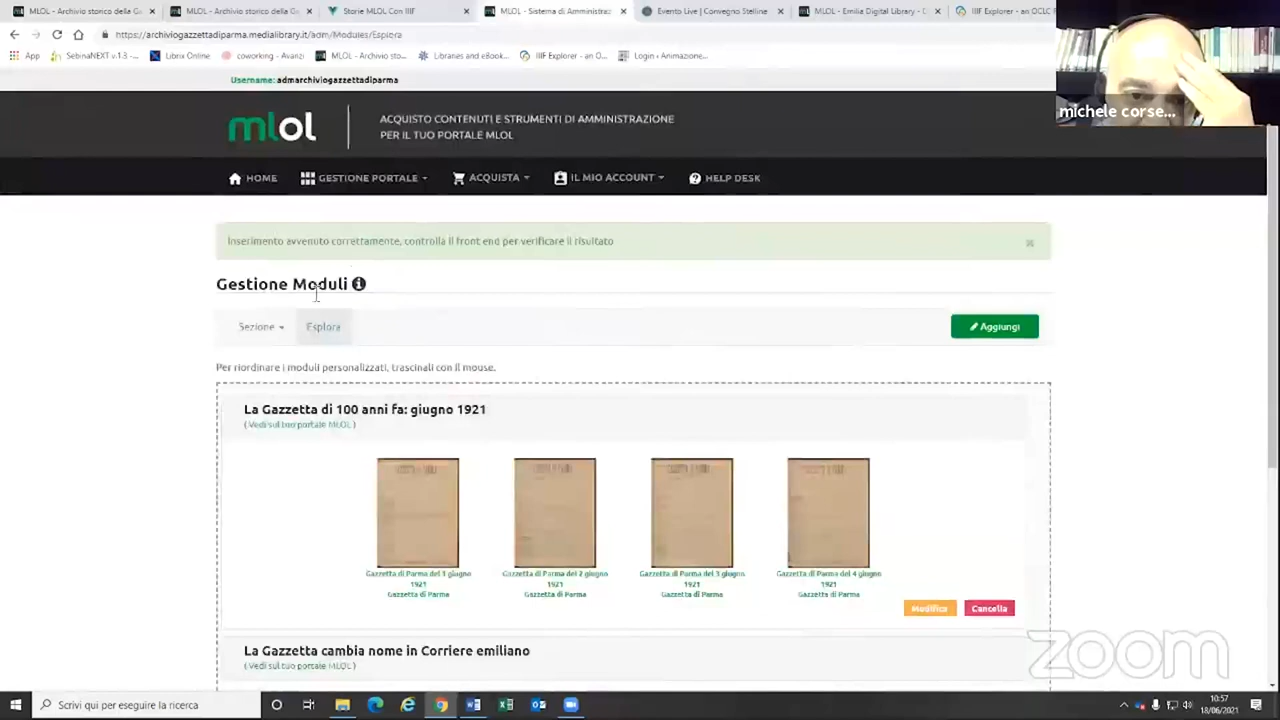 MLOL - Archivio storico della Ga
MLOL - Archivio storico della Ga
Storie MLOL Con IIIF
MLOL - Sistema di Amministraz
Evento Live | Convegno Stelline
MLOL - Emilia Digital Library - C
IIIF Explorer - an OCLC
https://archiviogazzettadiparma.medialibrary.it/adm/Modules/Esplora
App
SebinaNEXT v.1.3 -...
Librix Online
coworking - Avanzi
MLOL - Archivio sto...
Libraries and eBook...
IIIF Explorer - an O...
Login ‹ Animazione...
michele corse...
Username: admarchiviogazzettadiparma
mlol
ACQUISTO CONTENUTI E STRUMENTI DI AMMINISTRAZIONE
PER IL TUO PORTALE MLOL
HOME
GESTIONE PORTALE
ACQUISTA
IL MIO ACCOUNT
HELP DESK
Inserimento avvenuto correttamente, controlla il front end per verificare il risultato
Gestione Moduli
Sezione
Esplora
Aggiungi
Per riordinare i moduli personalizzati, trascinali con il mouse.
La Gazzetta di 100 anni fa: giugno 1921
( Vedi sul tuo portale MLOL )
Gazzetta di Parma del 1 giugno
1921
Gazzetta di Parma
Gazzetta di Parma del 2 giugno
1921
Gazzetta di Parma
Gazzetta di Parma del 3 giugno
1921
Gazzetta di Parma
Gazzetta di Parma del 4 giugno
1921
Gazzetta di Parma
Modifica
Cancella
La Gazzetta cambia nome in Corriere emiliano
( Vedi sul tuo portale MLOL )
zoom
Scrivi qui per eseguire la ricerca
10:57
18/06/2021